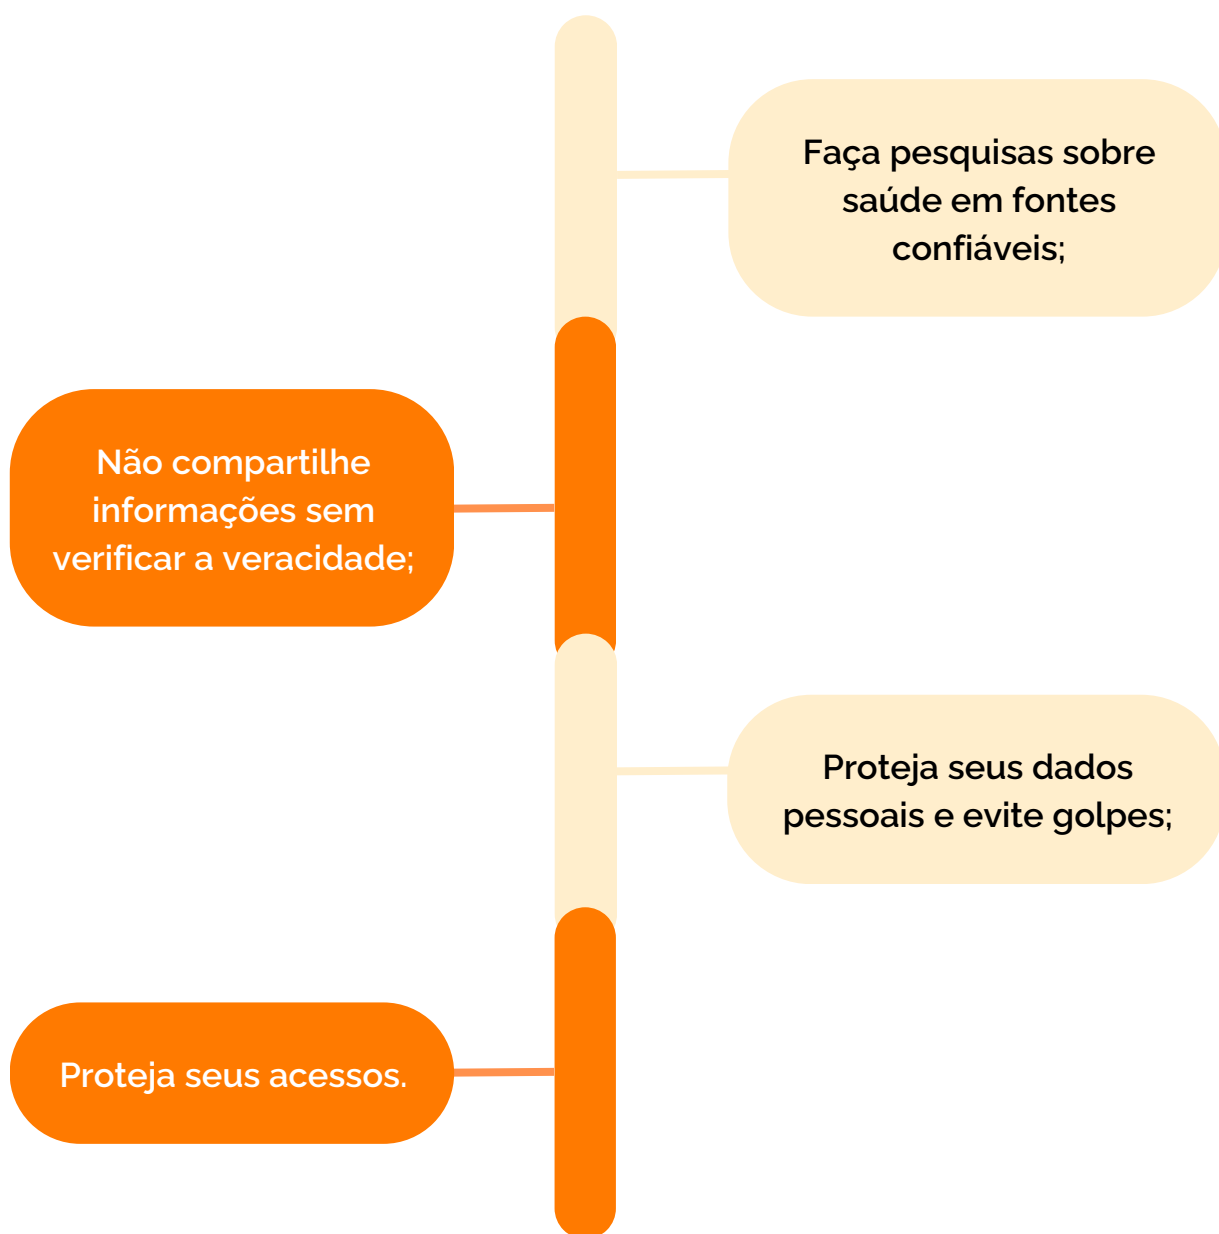 Faça pesquisas sobre
saúde em fontes
confiáveis;
Não compartilhe
informações sem
verificar a veracidade;
Proteja seus dados
pessoais e evite golpes;
Proteja seus acessos.